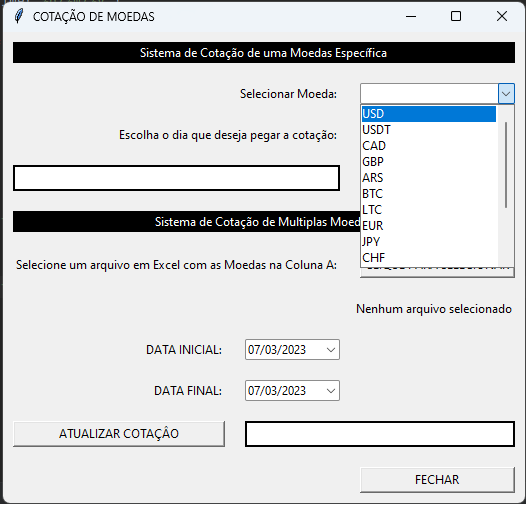 COTAÇÃO DE MOEDAS
Sistema de Cotação de uma Moedas Específica
Selecionar Moeda:
USD
USDT
CAD
GBP
ARS
BTC
LTC
EUR
JPY
CHF
Escolha o dia que deseja pegar a cotação:
Sistema de Cotação de Multiplas Moed
Selecione um arquivo em Excel com as Moedas na Coluna A:
Nenhum arquivo selecionado
DATA INICIAL: 07/03/2023
DATA FINAL: 07/03/2023
ATUALIZAR COTAÇÂO
FECHAR